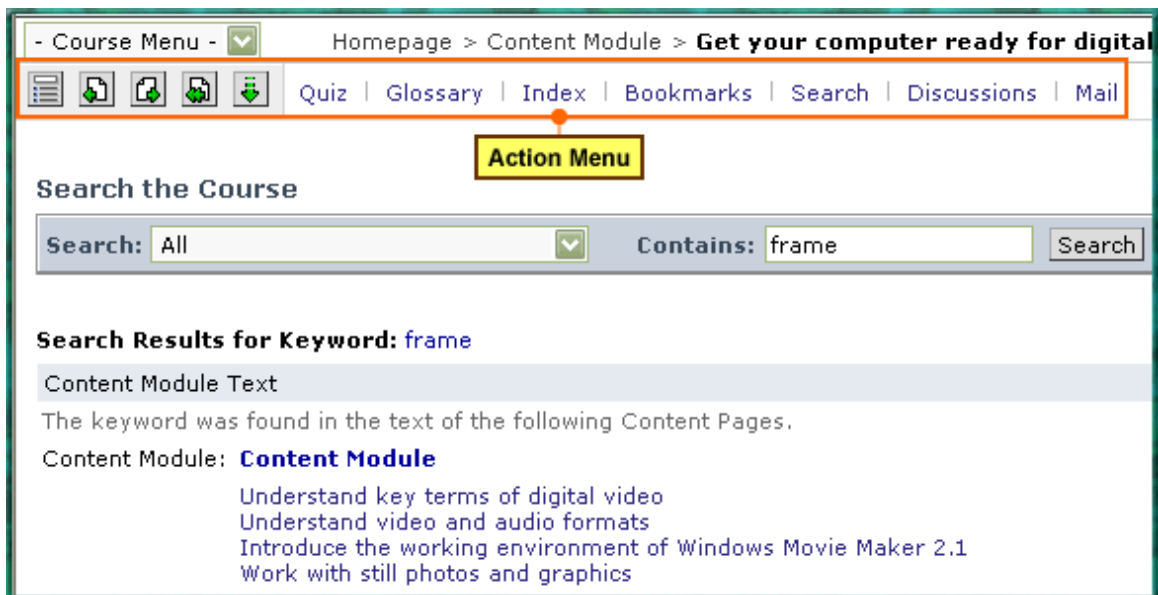 - Course Menu - Homepage > Content Module > Get your computer ready for digital
Quiz | Glossary | Index | Bookmarks | Search | Discussions | Mail
Action Menu
Search the Course
Search: All Contains: frame Search
Search Results for Keyword: frame
Content Module Text
The keyword was found in the text of the following Content Pages.
Content Module: Content Module
Understand key terms of digital video
Understand video and audio formats
Introduce the working environment of Windows Movie Maker 2.1
Work with still photos and graphics